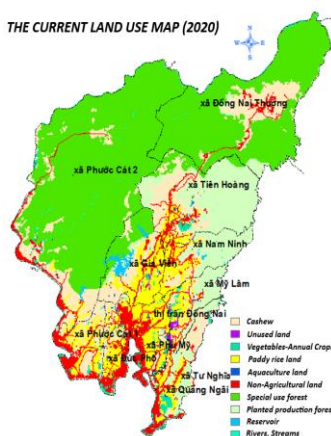 THE CURRENT LAND USE MAP (2020)
N
W
E
S
xã Đồng Nai Thượng
xã Phước Cát 2
xã Tiên Hoàng
xã Nam Ninh
xã Gia Viễn
xã Mỹ Lâm
thị trấn Đồng Nai
xã Phước Cát 1
xã Phù Mỹ
xã Đức Phổ
xã Tư Nghĩa
xã Quảng Ngãi
Cashew
Unused land
Vegetables-Annual Crops
Paddy rice land
Aquaculture land
Non-Agricultural land
Special use forest
Planted production forest
Reservoir
Rivers, Streams